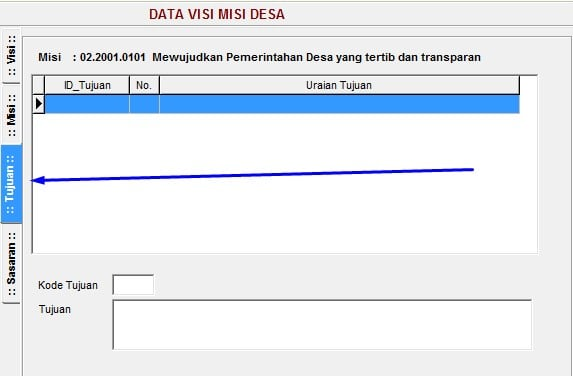 DATA VISI MISI DESA
:: Visi ::
:: Misi ::
:: Tujuan ::
:: Sasaran ::
Misi : 02.2001.0101 Mewujudkan Pemerintahan Desa yang tertib dan transparan
ID_Tujuan No. Uraian Tujuan
Kode Tujuan
Tujuan